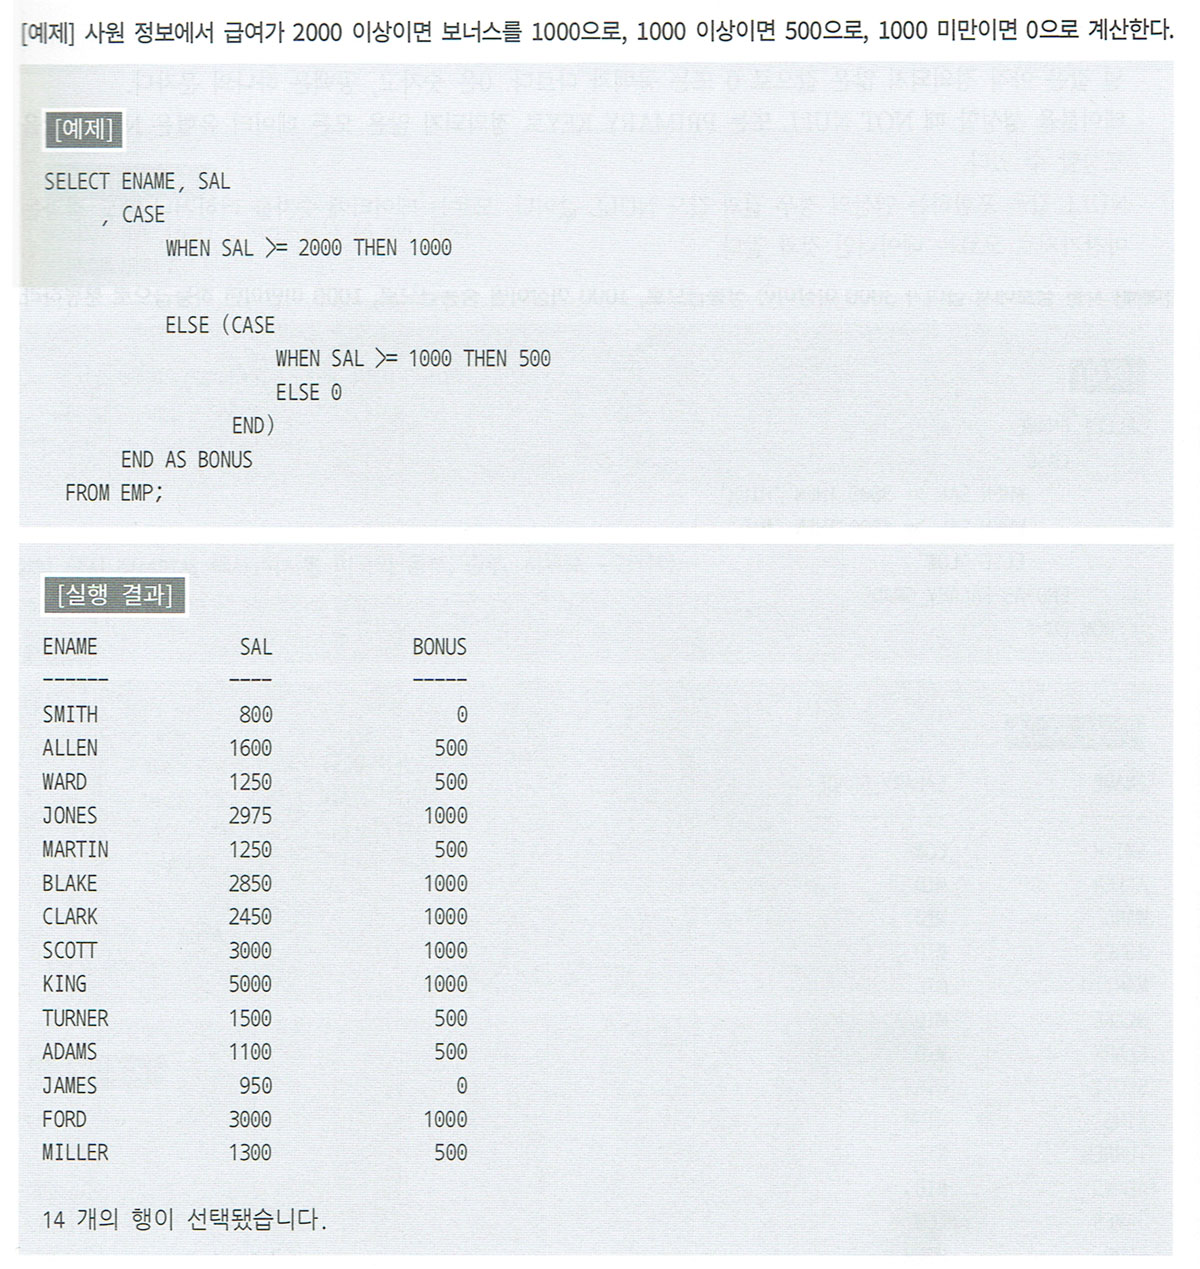 [예제] 사원 정보에서 급여가 2000 이상이면 보너스를 1000으로, 1000 이상이면 500으로, 1000 미만이면 0으로 계산한다.
[예제]
SELECT ENAME, SAL
, CASE
WHEN SAL >= 2000 THEN 1000
ELSE (CASE
WHEN SAL >= 1000 THEN 500
ELSE 0
END)
END AS BONUS
FROM EMP;
[실행 결과]
ENAME SAL BONUS
------ ---- -----
SMITH 800 0
ALLEN 1600 500
WARD 1250 500
JONES 2975 1000
MARTIN 1250 500
BLAKE 2850 1000
CLARK 2450 1000
SCOTT 3000 1000
KING 5000 1000
TURNER 1500 500
ADAMS 1100 500
JAMES 950 0
FORD 3000 1000
MILLER 1300 500
14 개의 행이 선택됐습니다.